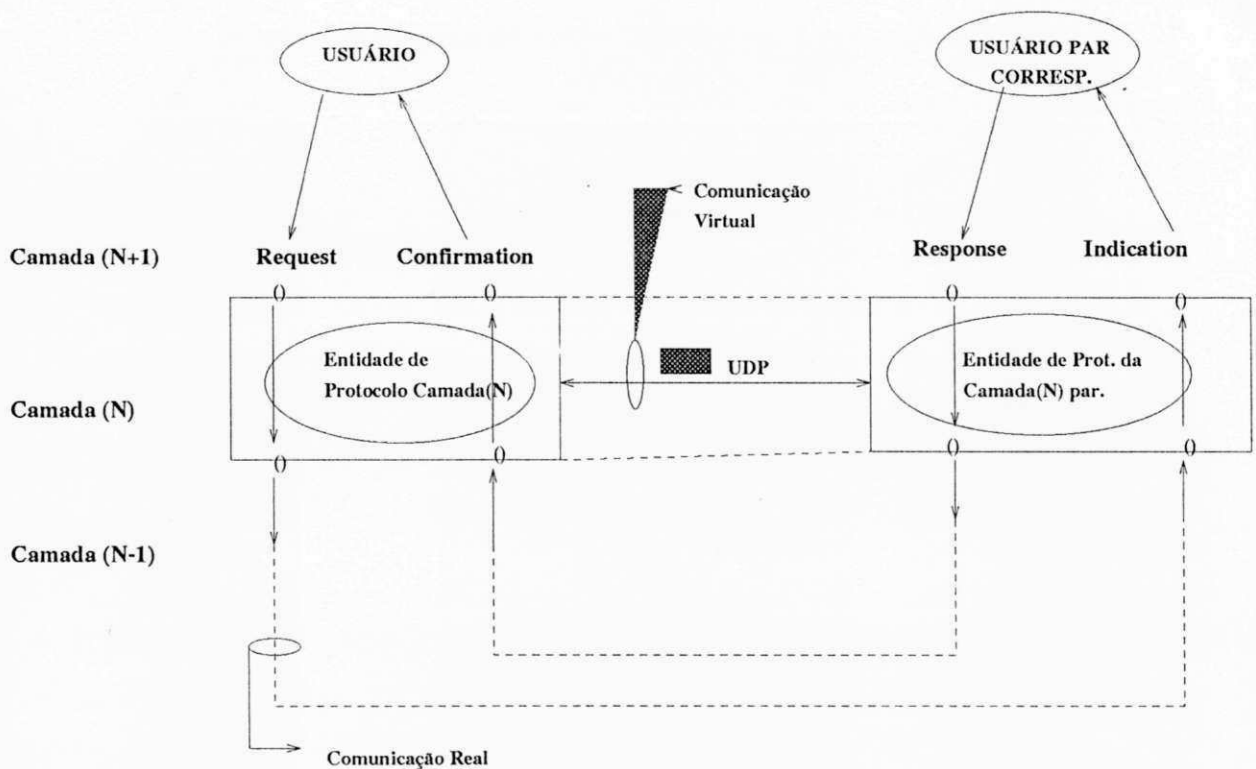 USUÁRIO
USUÁRIO PAR
CORRESP.
Comunicação
Virtual
Camada (N+1)
Request
Confirmation
Response
Indication
()
()
()
()
Entidade de
Protocolo Camada(N)
UDP
Entidade de Prot. da
Camada(N) par.
Camada (N)
()
()
()
()
Camada (N-1)
Comunicação Real